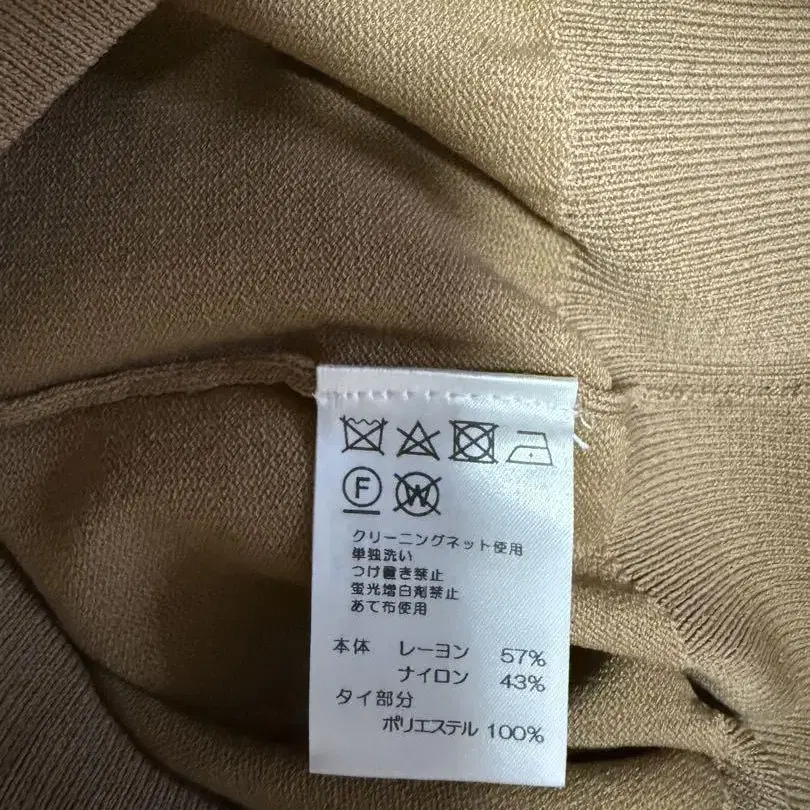 F W
クリーニングネット使用
単独洗い
つけ置き禁止
蛍光増白剤禁止
あて布使用
本体 レーヨン 57%
ナイロン 43%
タイ部分
ポリエステル 100%